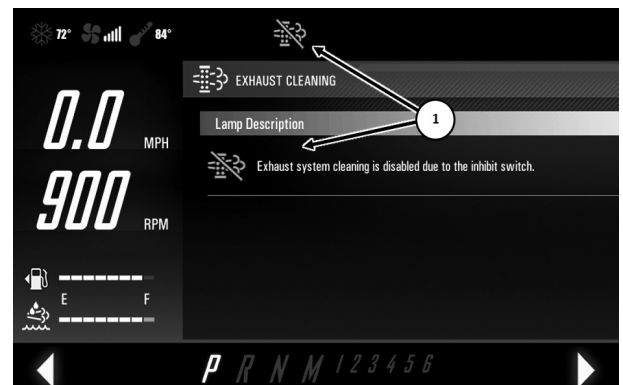 72° 84°
EXHAUST CLEANING
Lamp Description
1
0.0 MPH
Exhaust system cleaning is disabled due to the inhibit switch.
900 RPM
E F
P R N M 1 2 3 4 5 6